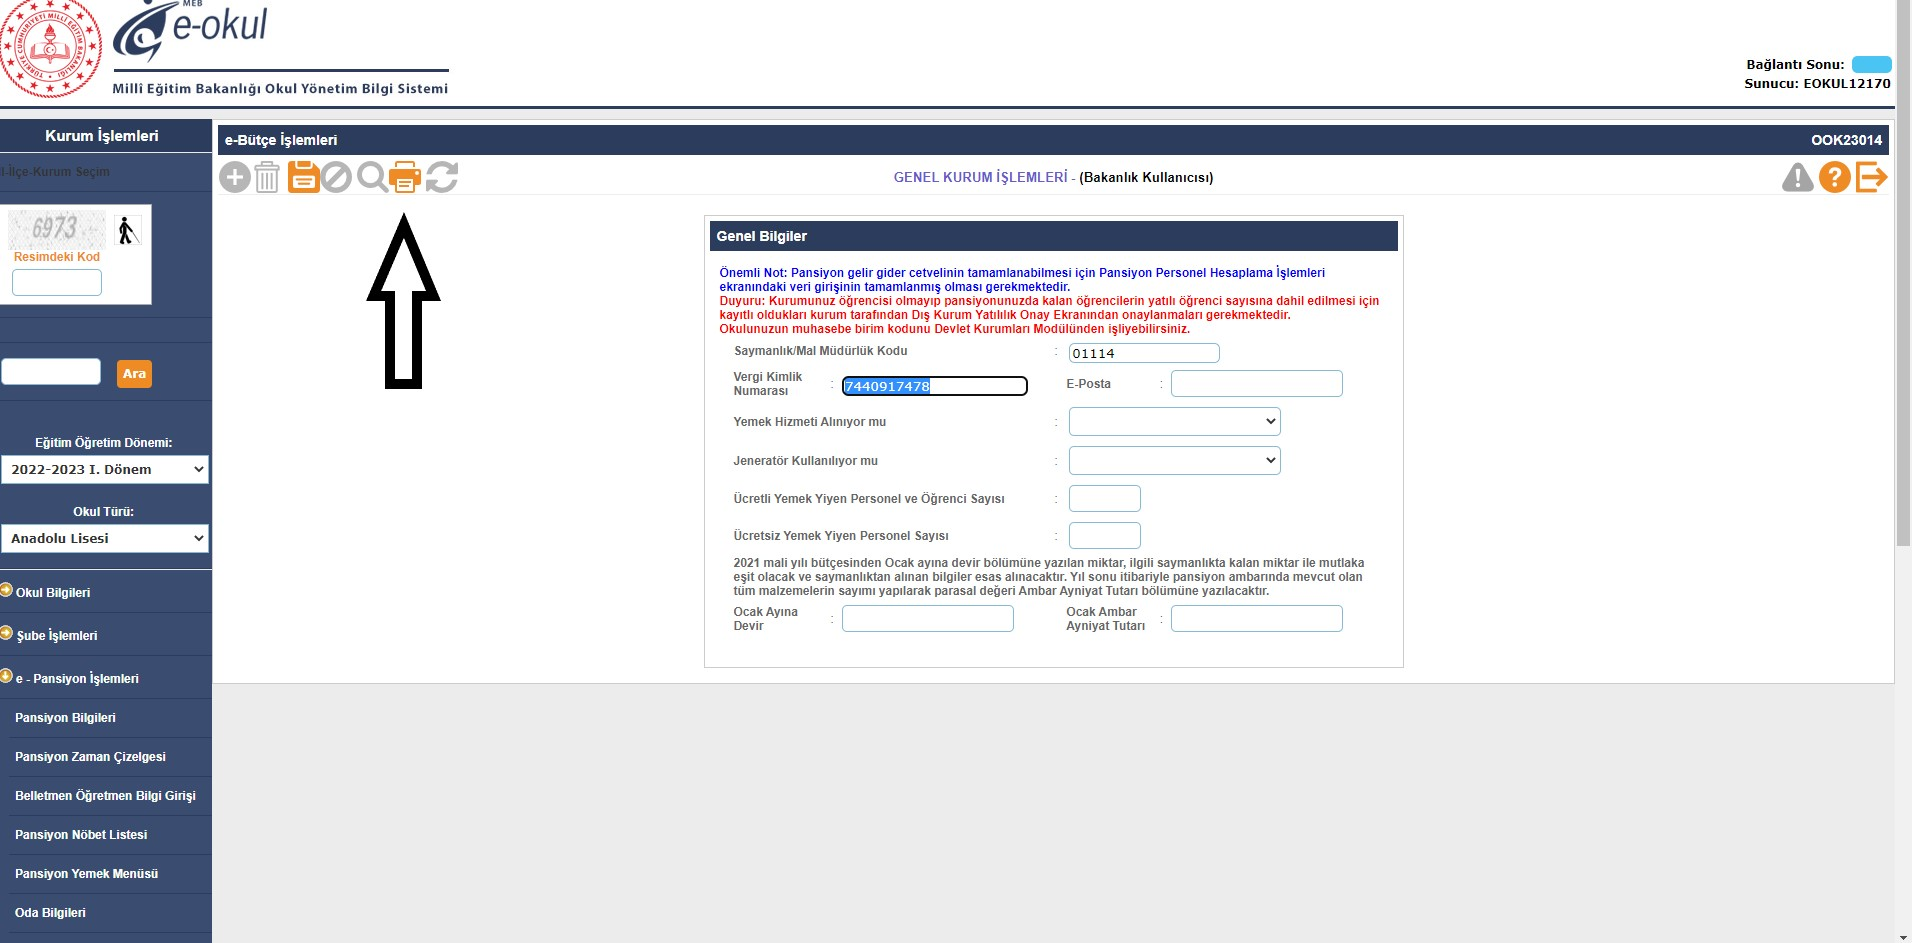 MEB
e-okul
Millî Eğitim Bakanlığı Okul Yönetim Bilgi Sistemi
Bağlantı Sonu:
Sunucu: EOKUL12170
Kurum İşlemleri
e-Bütçe İşlemleri
OOK23014
l-İlçe-Kurum Seçim
GENEL KURUM İŞLEMLERİ - (Bakanlık Kullanıcısı)
6973
Resimdeki Kod
Ara
Eğitim Öğretim Dönemi:
2022-2023 I. Dönem
Okul Türü:
Anadolu Lisesi
Okul Bilgileri
Şube İşlemleri
e - Pansiyon İşlemleri
Pansiyon Bilgileri
Pansiyon Zaman Çizelgesi
Belletmen Öğretmen Bilgi Girişi
Pansiyon Nöbet Listesi
Pansiyon Yemek Menüsü
Oda Bilgileri
Genel Bilgiler
Önemli Not: Pansiyon gelir gider cetvelinin tamamlanabilmesi için Pansiyon Personel Hesaplama İşlemleri
ekranındaki veri girişinin tamamlanmış olması gerekmektedir.
Duyuru: Kurumunuz öğrencisi olmayıp pansiyonunuzda kalan öğrencilerin yatılı öğrenci sayısına dahil edilmesi için
kayıtlı oldukları kurum tarafından Dış Kurum Yatılılık Onay Ekranından onaylanmaları gerekmektedir.
Okulunuzun muhasebe birim kodunu Devlet Kurumları Modülünden işliyebilirsiniz.
Saymanlık/Mal Müdürlük Kodu : 01114
Vergi Kimlik
Numarası : 7440917478
E-Posta :
Yemek Hizmeti Alınıyor mu :
Jeneratör Kullanılıyor mu :
Ücretli Yemek Yiyen Personel ve Öğrenci Sayısı :
Ücretsiz Yemek Yiyen Personel Sayısı :
2021 mali yılı bütçesinden Ocak ayına devir bölümüne yazılan miktar, ilgili saymanlıkta kalan miktar ile mutlaka
eşit olacak ve saymanlıktan alınan bilgiler esas alınacaktır. Yıl sonu itibariyle pansiyon ambarında mevcut olan
tüm malzemelerin sayımı yapılarak parasal değeri Ambar Ayniyat Tutarı bölümüne yazılacaktır.
Ocak Ayına
Devir :
Ocak Ambar
Ayniyat Tutarı :